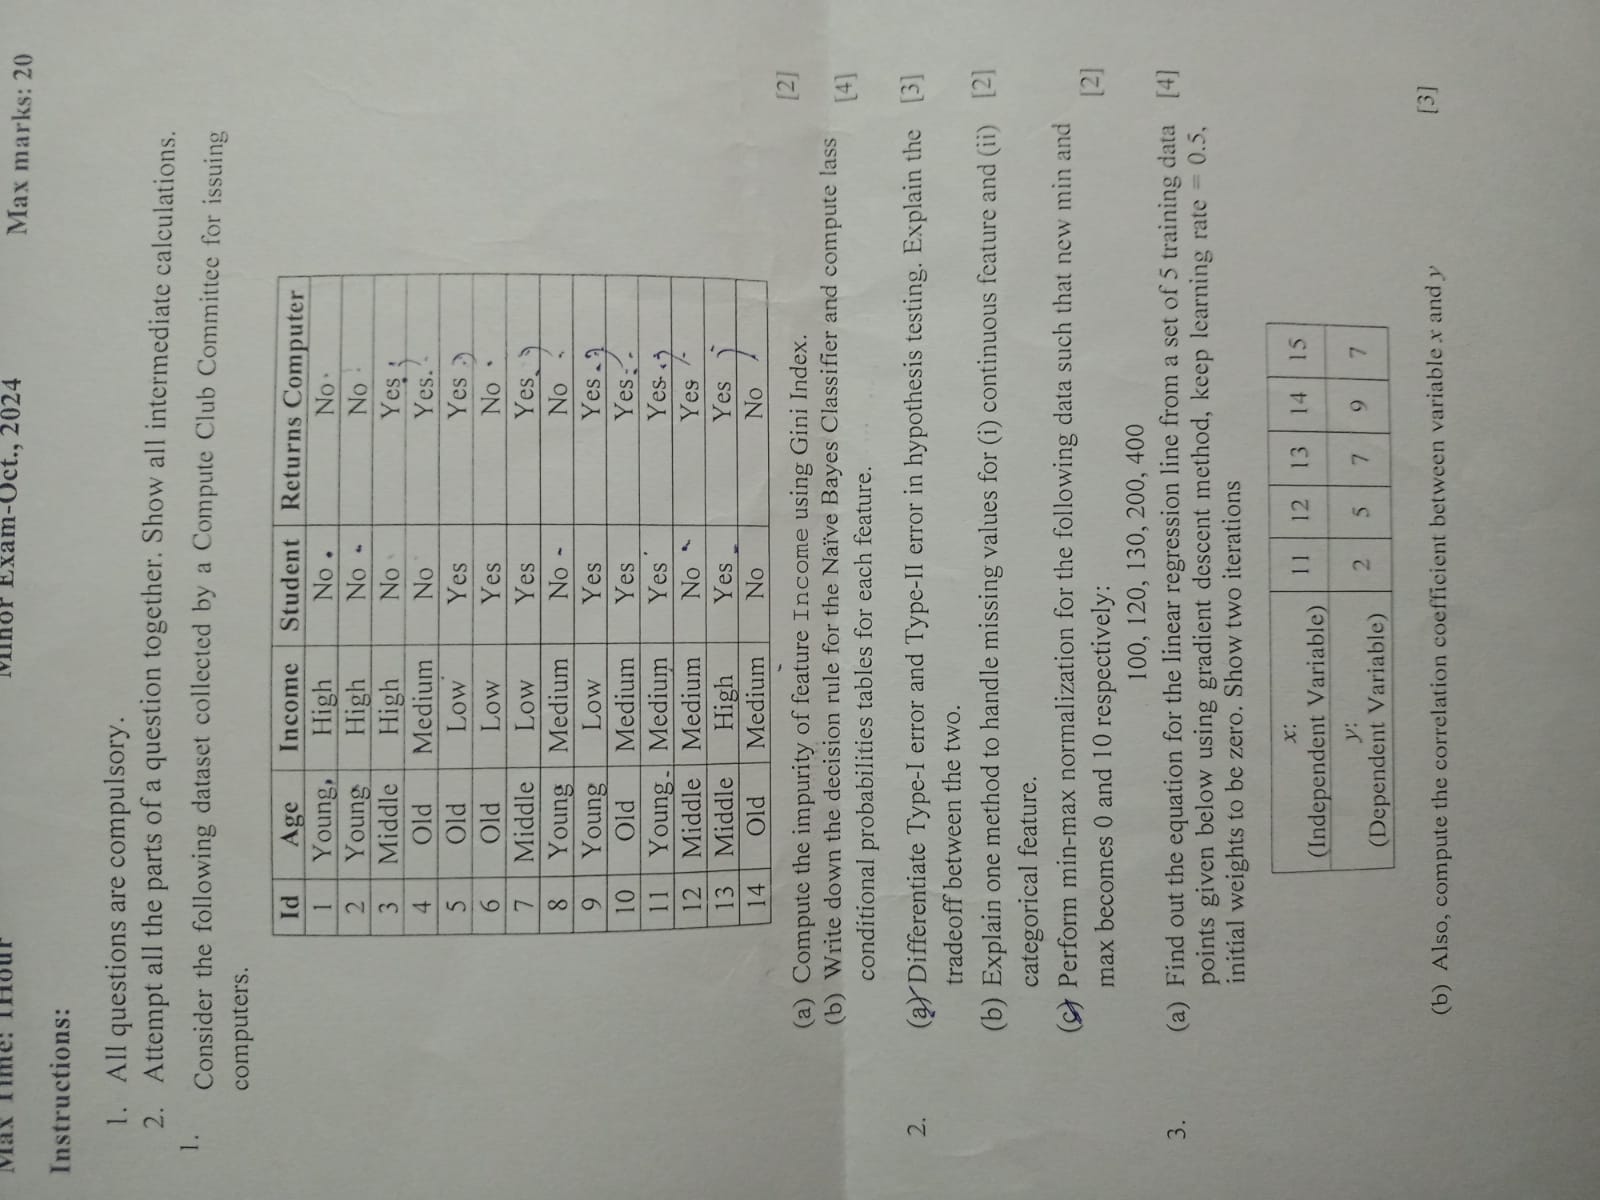 Max Time: 1Hour Minor Exam-Oct., 2024 Max marks: 20
Instructions:
1. All questions are compulsory.
2. Attempt all the parts of a question together. Show all intermediate calculations.
1. Consider the following dataset collected by a Compute Club Committee for issuing
computers.
Id Age Income Student Returns Computer
1 Young, High No No
2 Young High No No
3 Middle High No Yes
4 Old Medium No Yes
5 Old Low Yes Yes
6 Old Low Yes No
7 Middle Low Yes Yes
8 Young Medium No No
9 Young Low Yes Yes
10 Old Medium Yes Yes
11 Young Medium Yes Yes
12 Middle Medium No Yes
13 Middle High Yes Yes
14 Old Medium No No
(a) Compute the impurity of feature Income using Gini Index. [2]
(b) Write down the decision rule for the Naïve Bayes Classifier and compute lass
conditional probabilities tables for each feature. [4]
2. (a) Differentiate Type-I error and Type-II error in hypothesis testing. Explain the [3]
tradeoff between the two.
(b) Explain one method to handle missing values for (i) continuous feature and (ii) [2]
categorical feature.
(c) Perform min-max normalization for the following data such that new min and
max becomes 0 and 10 respectively: [2]
100, 120, 130, 200, 400
3. (a) Find out the equation for the linear regression line from a set of 5 training data [4]
points given below using gradient descent method, keep learning rate = 0.5,
initial weights to be zero. Show two iterations
x:
(Independent Variable) 11 12 13 14 15
y:
(Dependent Variable) 2 5 7 9 7
(b) Also, compute the correlation coefficient between variable x and y [3]